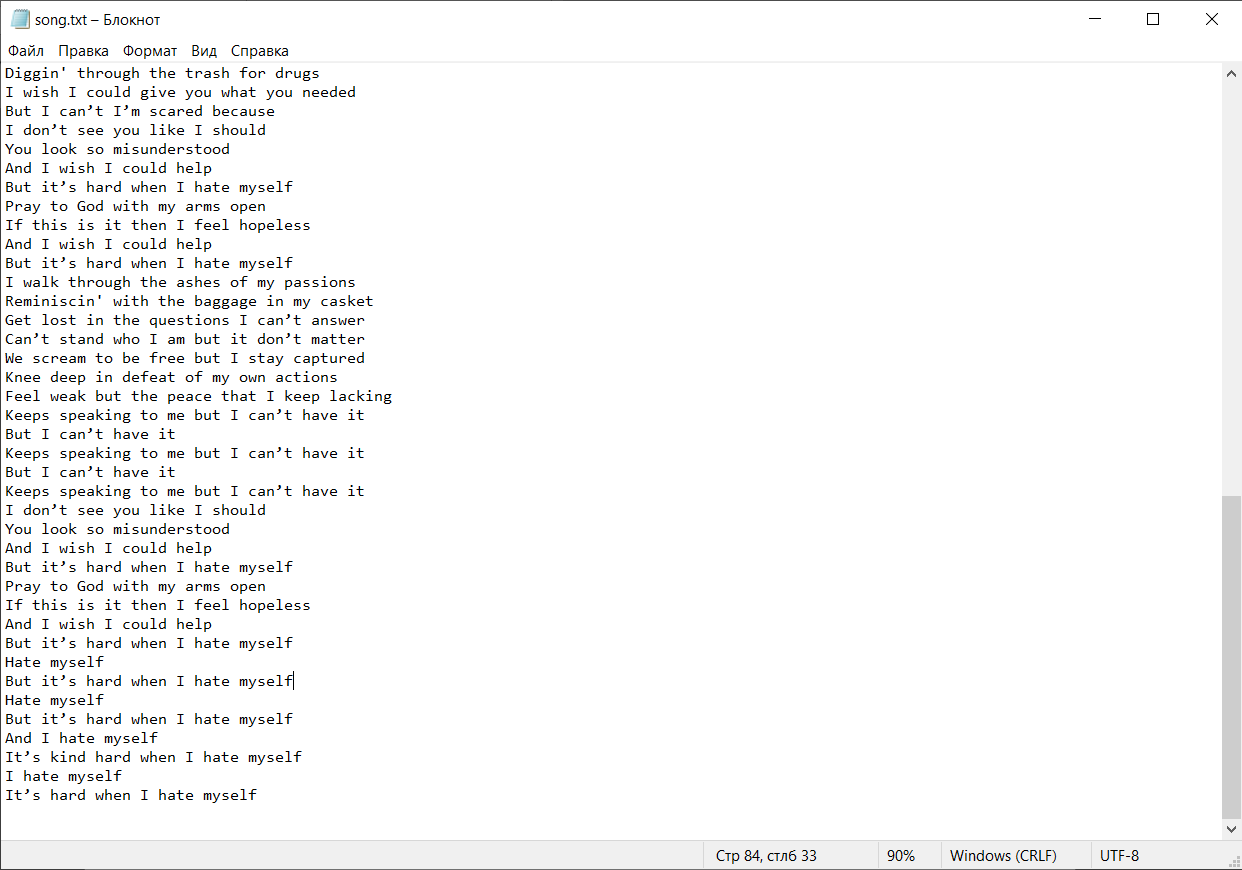 song.txt – Блокнот
Файл Правка Формат Вид Справка
Diggin' through the trash for drugs
I wish I could give you what you needed
But I can’t I’m scared because
I don’t see you like I should
You look so misunderstood
And I wish I could help
But it’s hard when I hate myself
Pray to God with my arms open
If this is it then I feel hopeless
And I wish I could help
But it’s hard when I hate myself
I walk through the ashes of my passions
Reminiscin' with the baggage in my casket
Get lost in the questions I can’t answer
Can’t stand who I am but it don’t matter
We scream to be free but I stay captured
Knee deep in defeat of my own actions
Feel weak but the peace that I keep lacking
Keeps speaking to me but I can’t have it
But I can’t have it
Keeps speaking to me but I can’t have it
But I can’t have it
Keeps speaking to me but I can’t have it
I don’t see you like I should
You look so misunderstood
And I wish I could help
But it’s hard when I hate myself
Pray to God with my arms open
If this is it then I feel hopeless
And I wish I could help
But it’s hard when I hate myself
Hate myself
But it’s hard when I hate myself
Hate myself
But it’s hard when I hate myself
And I hate myself
It’s kind hard when I hate myself
I hate myself
It’s hard when I hate myself
Стр 84, стлб 33 90% Windows (CRLF) UTF-8